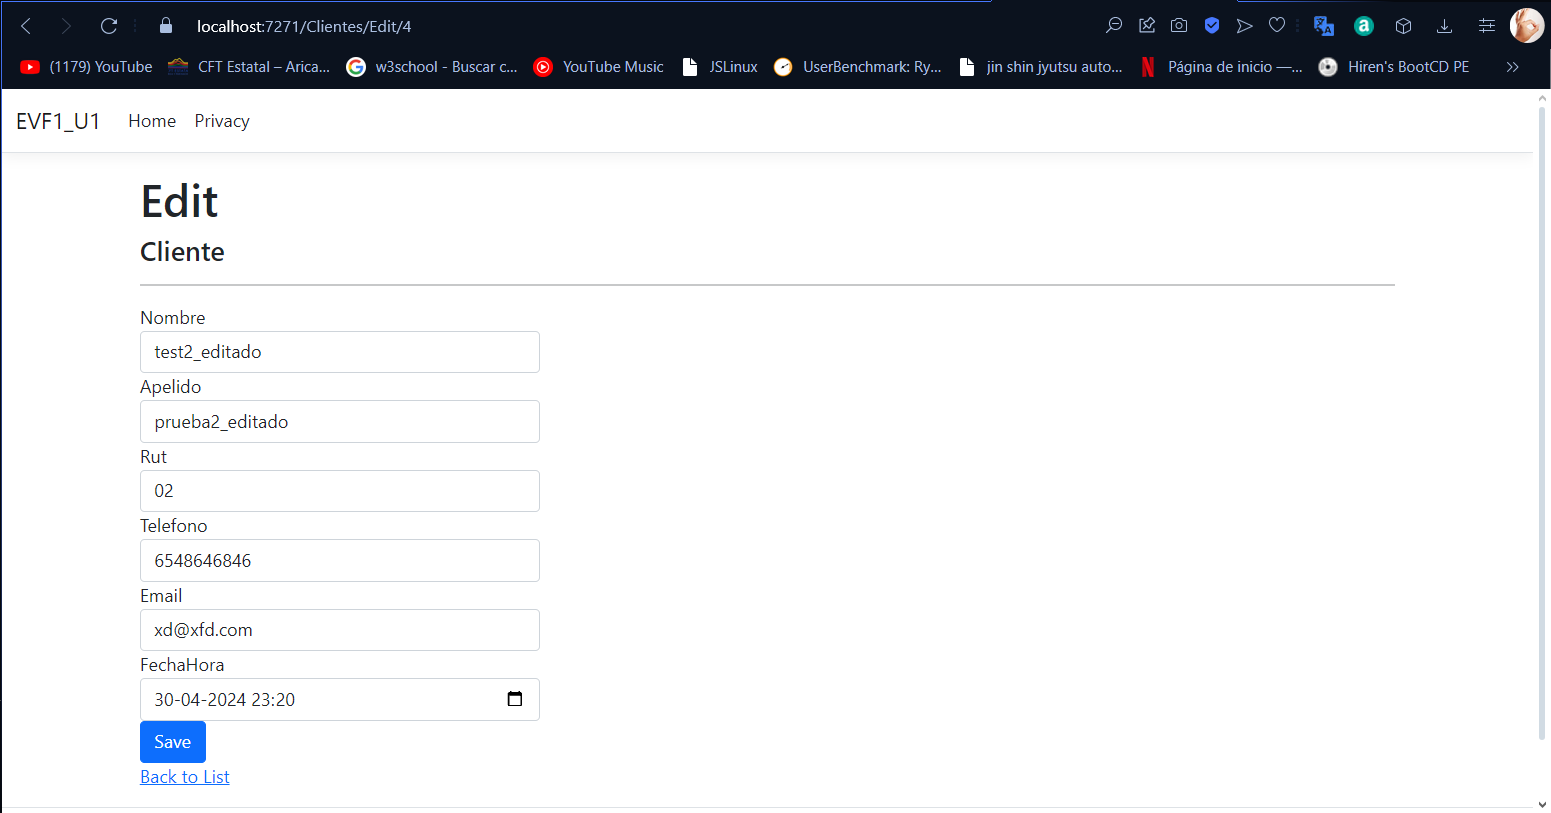 localhost:7271/Clientes/Edit/4
(1179) YouTube CFT Estatal – Arica... w3school - Buscar c... YouTube Music JSLinux UserBenchmark: Ry... jin shin jyutsu auto... Página de inicio —... Hiren's BootCD PE
EVF1_U1 Home Privacy
Edit
Cliente
Nombre
test2_editado
Apelido
prueba2_editado
Rut
02
Telefono
6548646846
Email
xd@xfd.com
FechaHora
30-04-2024 23:20
Save
Back to List